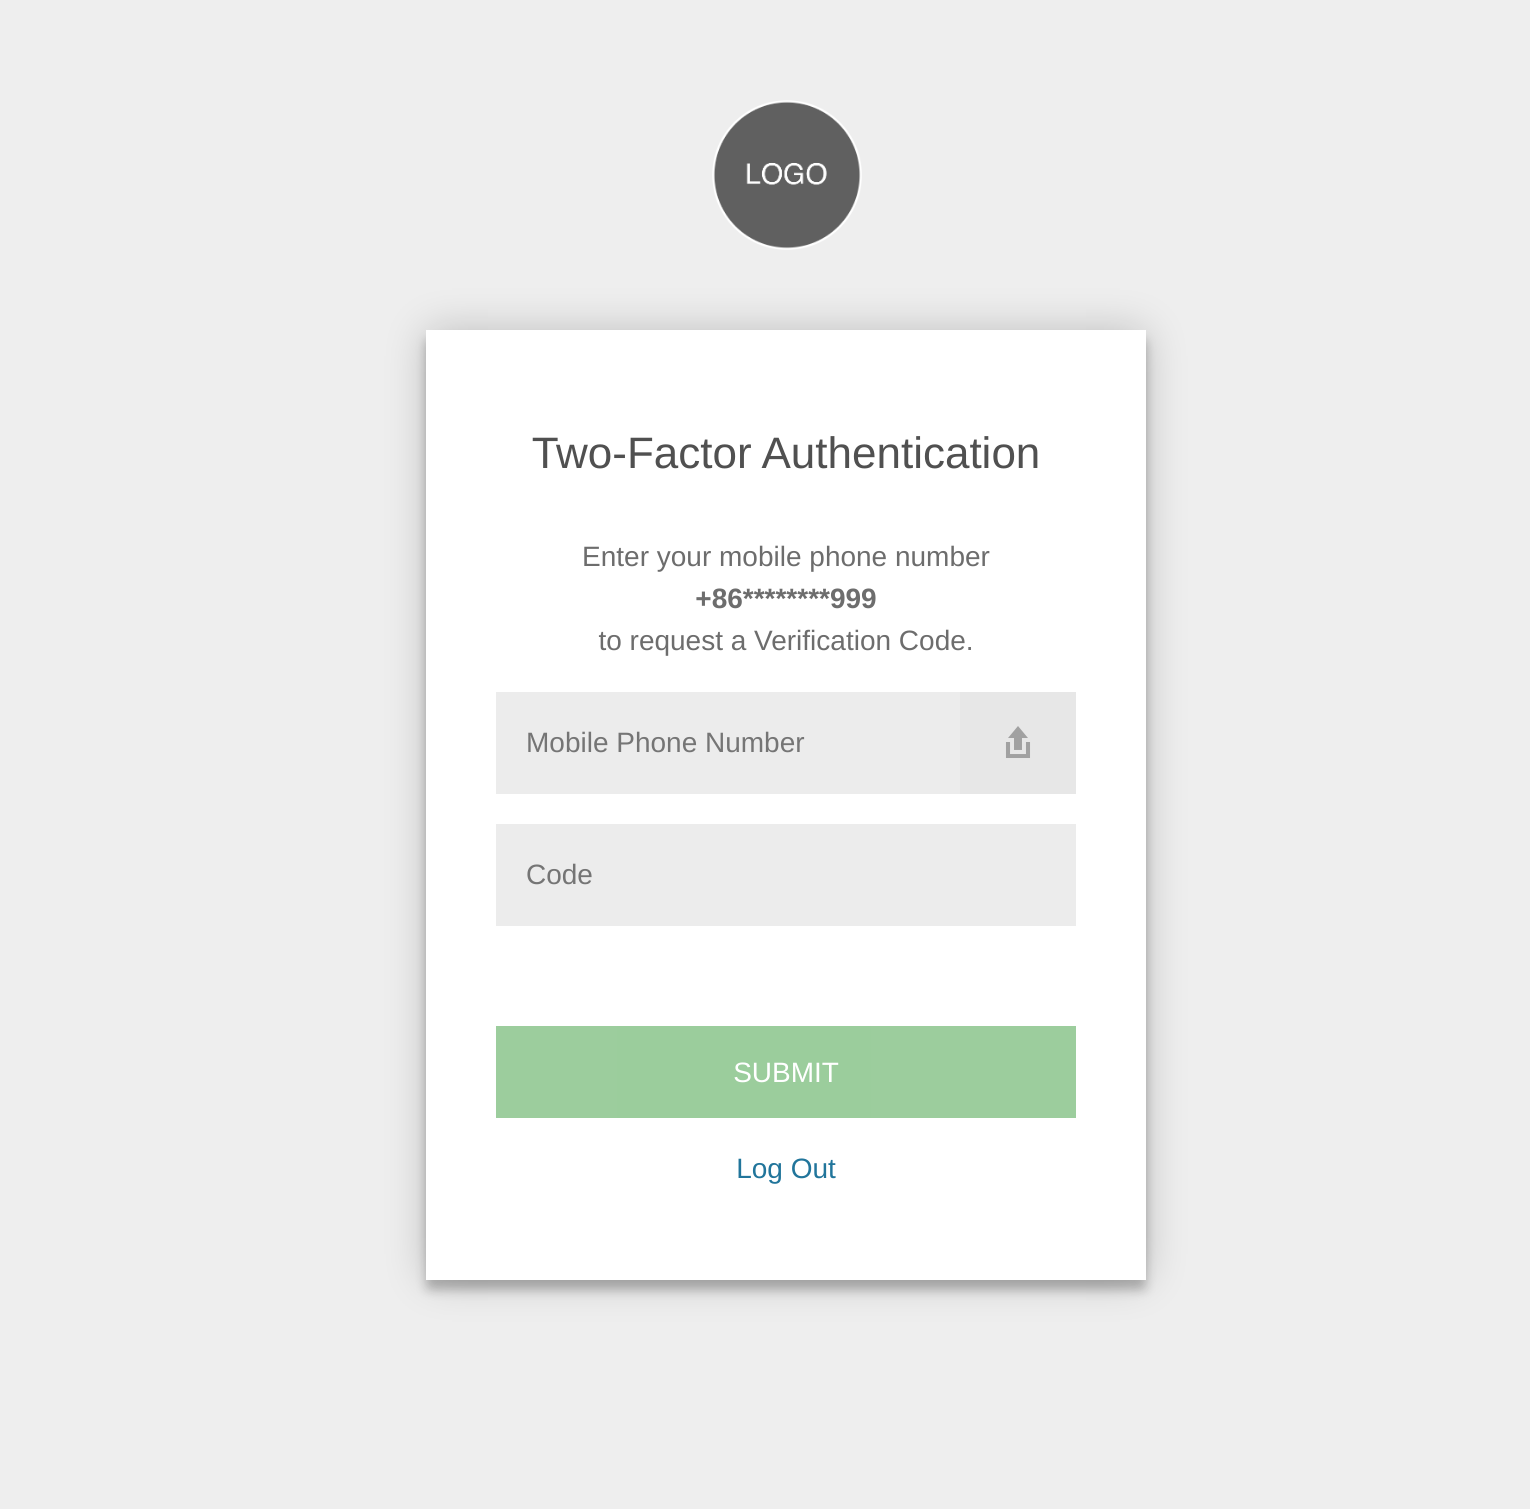 LOGO
Two-Factor Authentication
Enter your mobile phone number
+86********999
to request a Verification Code.
Mobile Phone Number
Code
SUBMIT
Log Out